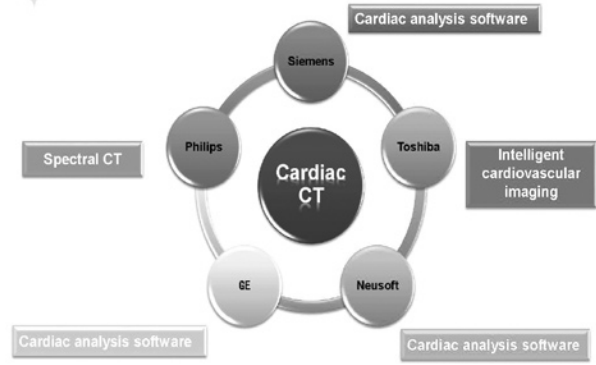 Cardiac analysis software
Siemens
Philips
Toshiba
Spectral CT
Cardiac
CT
Intelligent
cardiovascular
imaging
GE
Neusoft
Cardiac analysis software
Cardiac analysis software